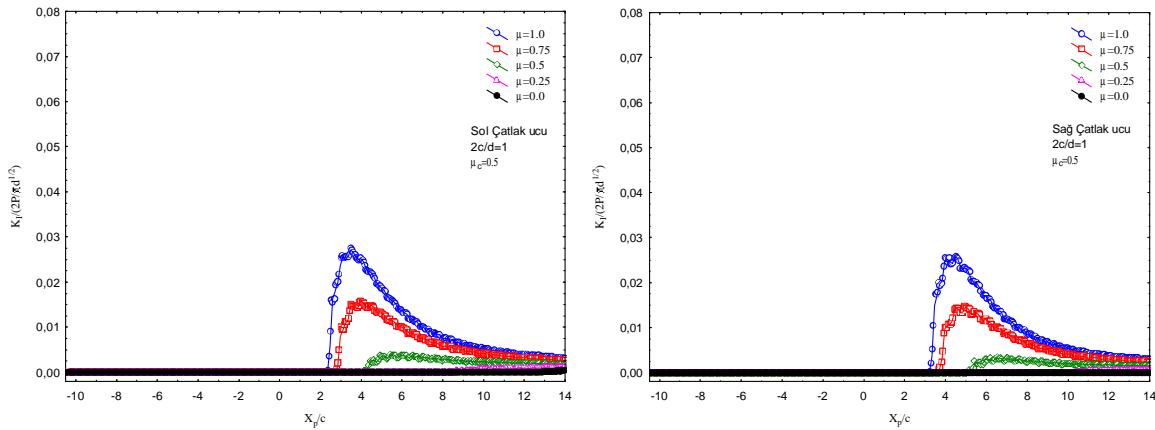 0,08
0,07
0,06
0,05
0,04
0,03
0,02
0,01
0,00
-10 -8 -6 -4 -2 0 2 4 6 8 10 12 14
K_I/(2P/πd^1/2)
X_p/c
μ=1.0
μ=0.75
μ=0.5
μ=0.25
μ=0.0
Sol Çatlak ucu
2c/d=1
μ_c=0.5
0,08
0,07
0,06
0,05
0,04
0,03
0,02
0,01
0,00
-10 -8 -6 -4 -2 0 2 4 6 8 10 12 14
K_I/(2P/πd^1/2)
X_p/c
μ=1.0
μ=0.75
μ=0.5
μ=0.25
μ=0.0
Sağ Çatlak ucu
2c/d=1
μ_c=0.5